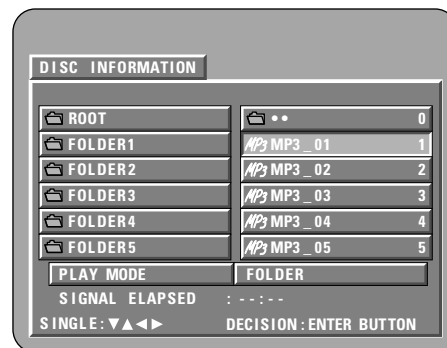 DISC INFORMATION
ROOT •• 0
FOLDER1 MP3 MP3_01 1
FOLDER2 MP3 MP3_02 2
FOLDER3 MP3 MP3_03 3
FOLDER4 MP3 MP3_04 4
FOLDER5 MP3 MP3_05 5
PLAY MODE FOLDER
SIGNAL ELAPSED : --:--
SINGLE:▼▲◀▶ DECISION:ENTER BUTTON